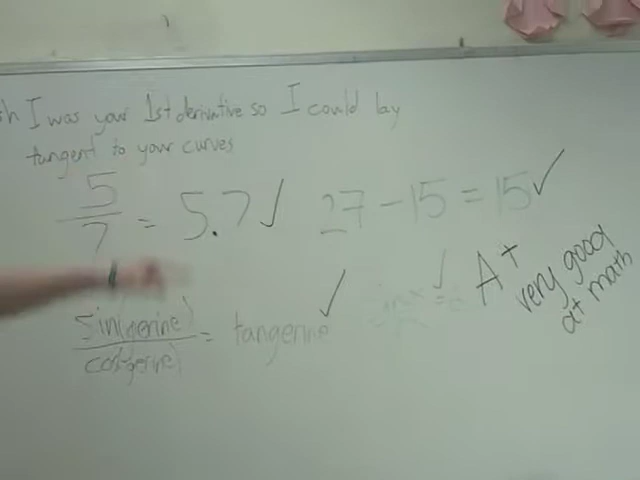 I was your 1st derivative so I could lay
tangent to your curves
5/7 = 5.7 ✓
27 - 15 = 15 ✓
sin(gerine)/cos(gerine) = tangerine ✓
A+
very good
at math